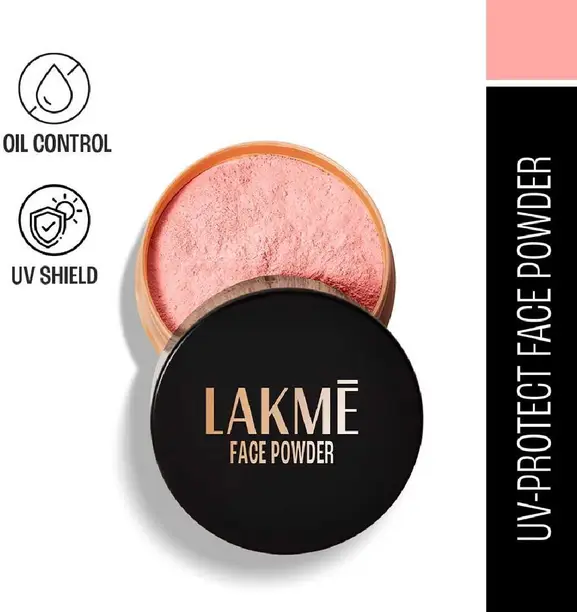 OIL CONTROL
UV SHIELD
LAKMĒ
FACE POWDER
UV-PROTECT FACE POWDER